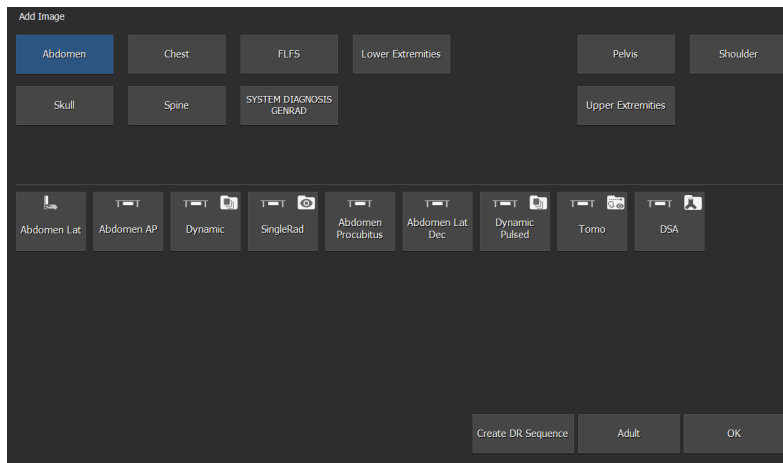 Add Image
Abdomen
Chest
FLFS
Lower Extremities
Pelvis
Shoulder
Skull
Spine
SYSTEM DIAGNOSIS
GENRAD
Upper Extremities
Abdomen Lat
Abdomen AP
Dynamic
SingleRad
Abdomen
Procubitus
Abdomen Lat
Dec
Dynamic
Pulsed
Tomo
DSA
Create DR Sequence
Adult
OK